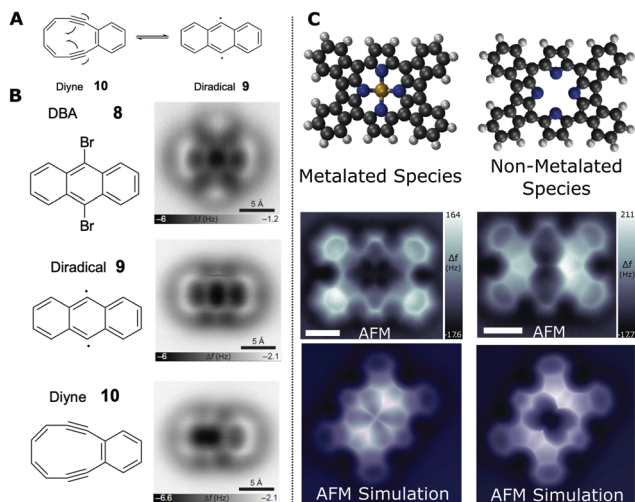 A
Diyne 10
Diradical 9
B
DBA 8
Br
Br
5 Å
−6 Δf (Hz) −1.2
Diradical 9
5 Å
−6 Δf (Hz) −2.1
Diyne 10
5 Å
−6.6 Δf (Hz) −2.1
C
Metalated Species
Non-Metalated
Species
164
Δf
(Hz)
-17.6
AFM
211
Δf
(Hz)
-17.7
AFM
AFM Simulation
AFM Simulation